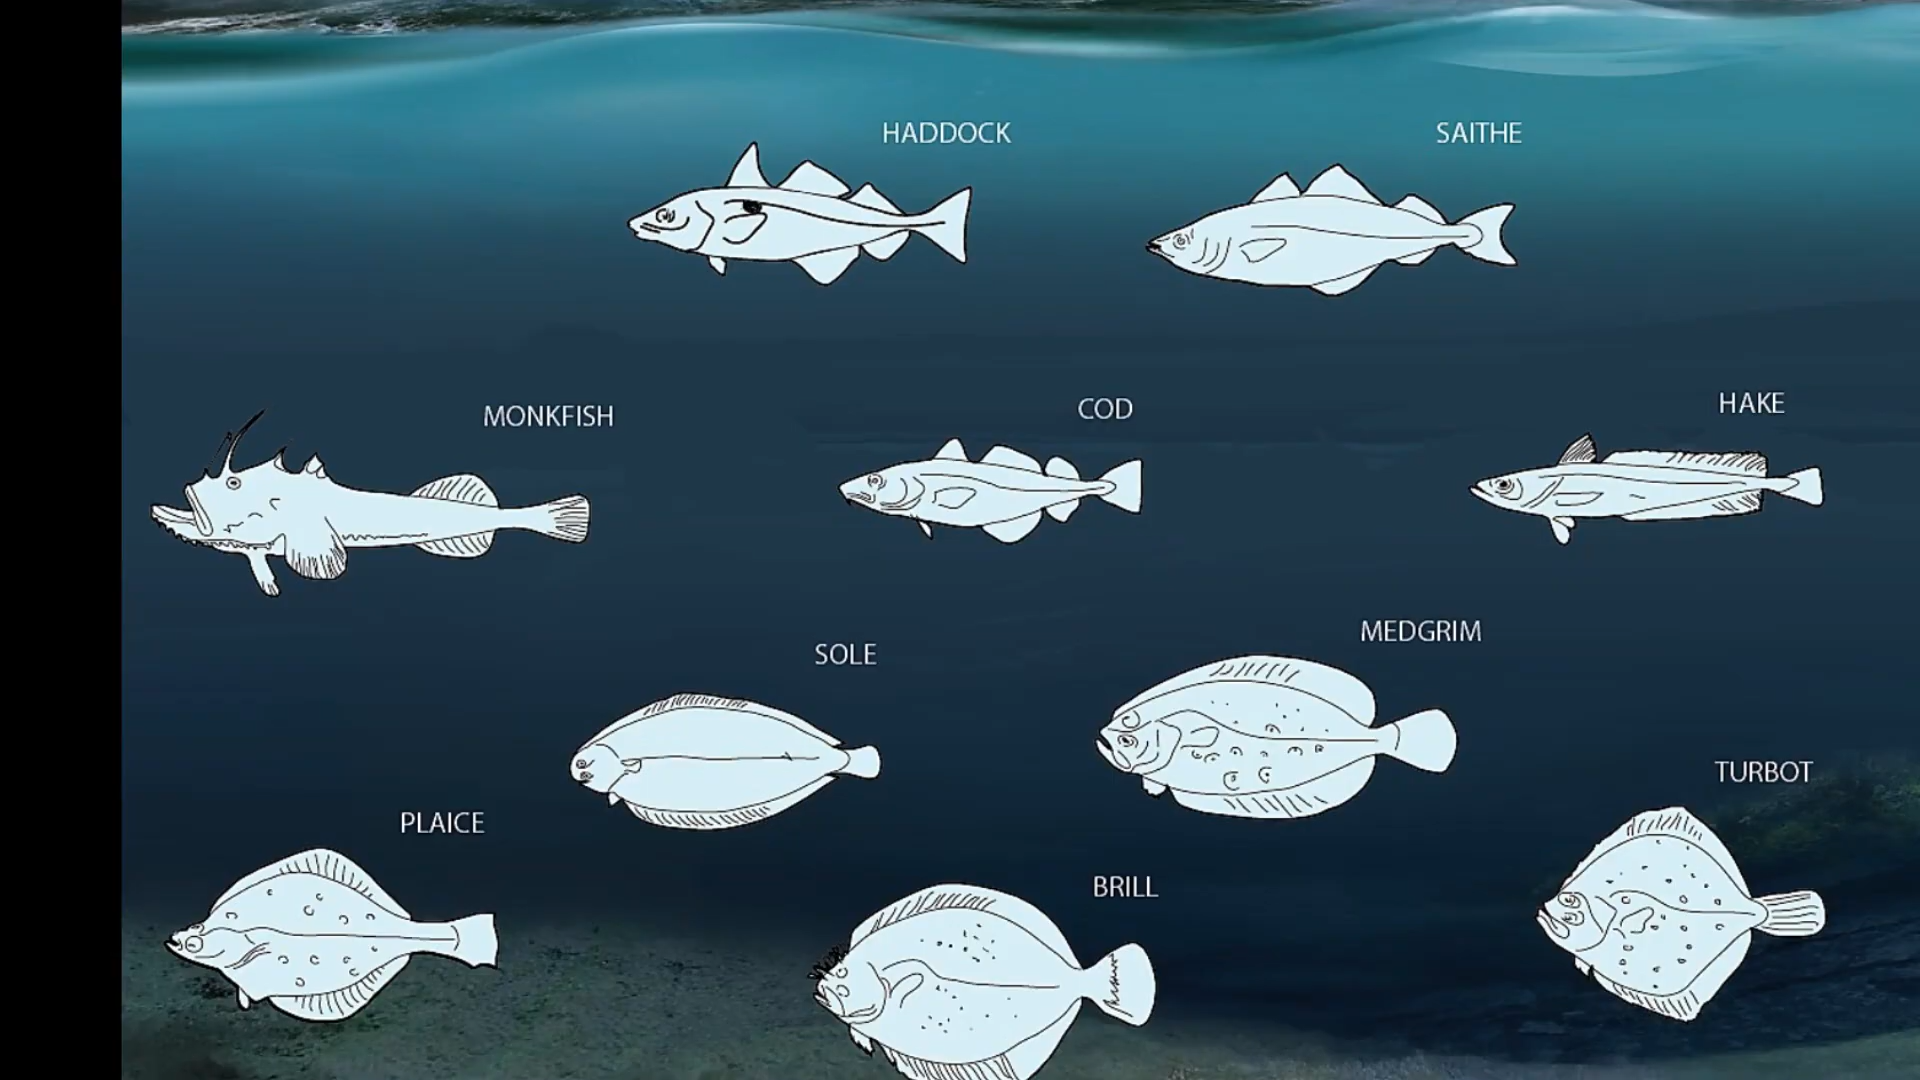 HADDOCK
SAITHE
MONKFISH
COD
HAKE
SOLE
MEDGRIM
PLAICE
TURBOT
BRILL